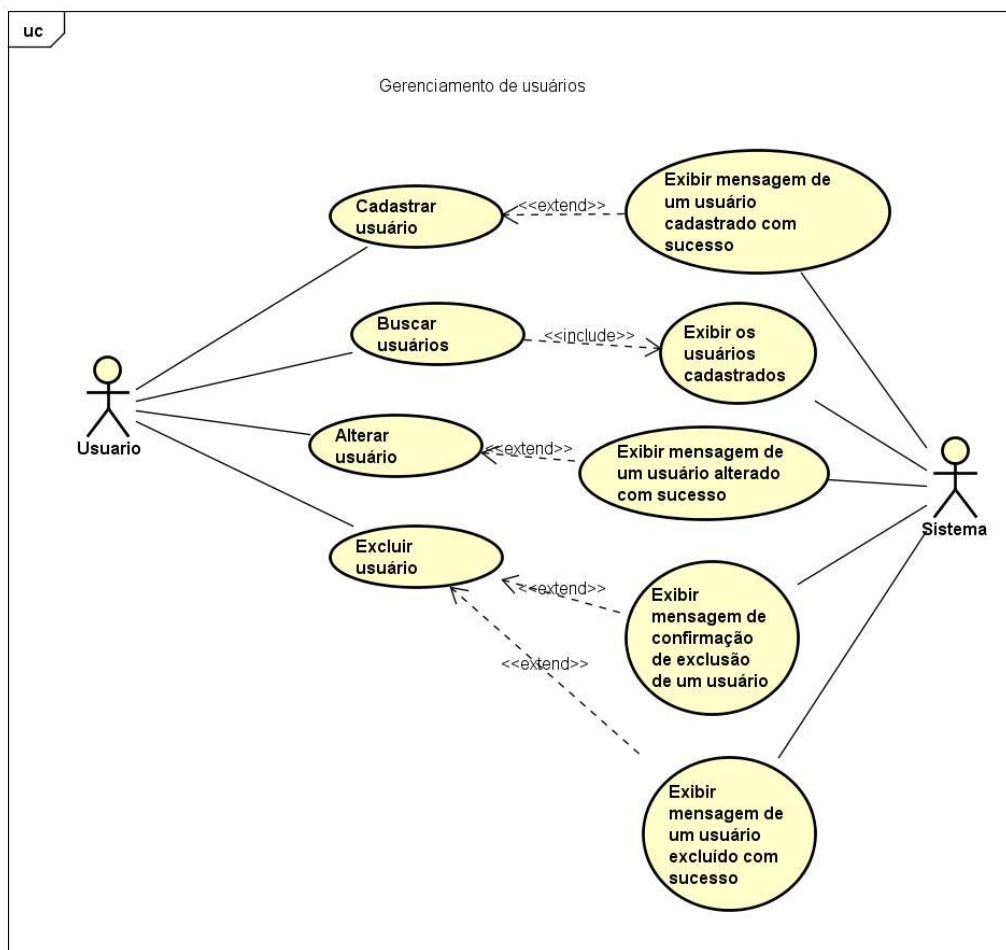 uc
Gerenciamento de usuários
Cadastrar
usuário
<<extend>>
Exibir mensagem de
um usuário
cadastrado com
sucesso
Buscar
usuários
<<include>>
Exibir os
usuários
cadastrados
Usuario
Alterar
usuário
<<extend>>
Exibir mensagem de
um usuário alterado
com sucesso
Sistema
Excluir
usuário
<<extend>>
Exibir
mensagem de
confirmação
de exclusão
de um usuário
<<extend>>
Exibir
mensagem de
um usuário
excluído com
sucesso